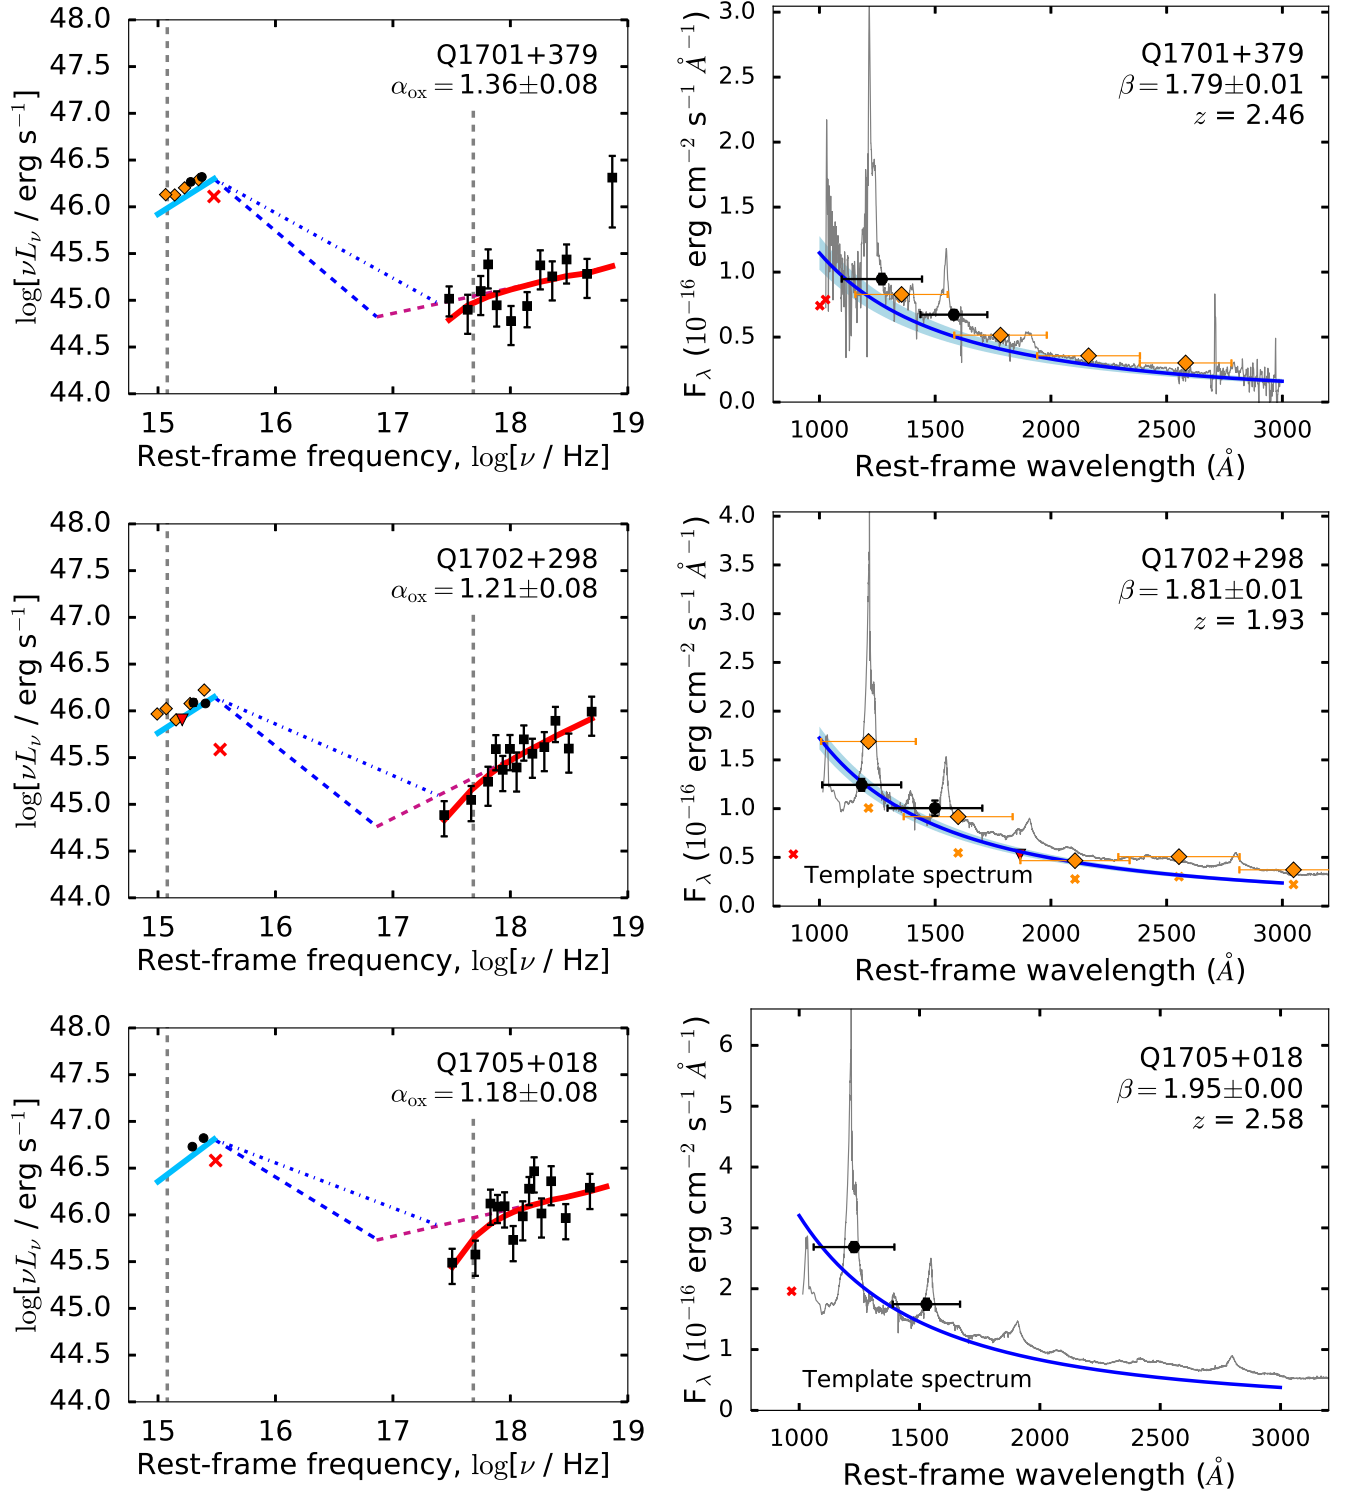 48.0
47.5
47.0
46.5
46.0
45.5
45.0
44.5
44.0
log[νLν / erg s⁻¹]
Q1701+379
αox = 1.36±0.08
15 16 17 18 19
Rest-frame frequency, log[ν / Hz]
3.0
2.5
2.0
1.5
1.0
0.5
0.0
Fλ (10⁻¹⁶ erg cm⁻² s⁻¹ Å⁻¹)
Q1701+379
β = 1.79±0.01
z = 2.46
1000 1500 2000 2500 3000
Rest-frame wavelength (Å)
48.0
47.5
47.0
46.5
46.0
45.5
45.0
44.5
44.0
log[νLν / erg s⁻¹]
Q1702+298
αox = 1.21±0.08
15 16 17 18 19
Rest-frame frequency, log[ν / Hz]
4.0
3.5
3.0
2.5
2.0
1.5
1.0
0.5
0.0
Fλ (10⁻¹⁶ erg cm⁻² s⁻¹ Å⁻¹)
Q1702+298
β = 1.81±0.01
z = 1.93
Template spectrum
1000 1500 2000 2500 3000
Rest-frame wavelength (Å)
48.0
47.5
47.0
46.5
46.0
45.5
45.0
44.5
44.0
log[νLν / erg s⁻¹]
Q1705+018
αox = 1.18±0.08
15 16 17 18 19
Rest-frame frequency, log[ν / Hz]
6
5
4
3
2
1
0
Fλ (10⁻¹⁶ erg cm⁻² s⁻¹ Å⁻¹)
Q1705+018
β = 1.95±0.00
z = 2.58
Template spectrum
1000 1500 2000 2500 3000
Rest-frame wavelength (Å)